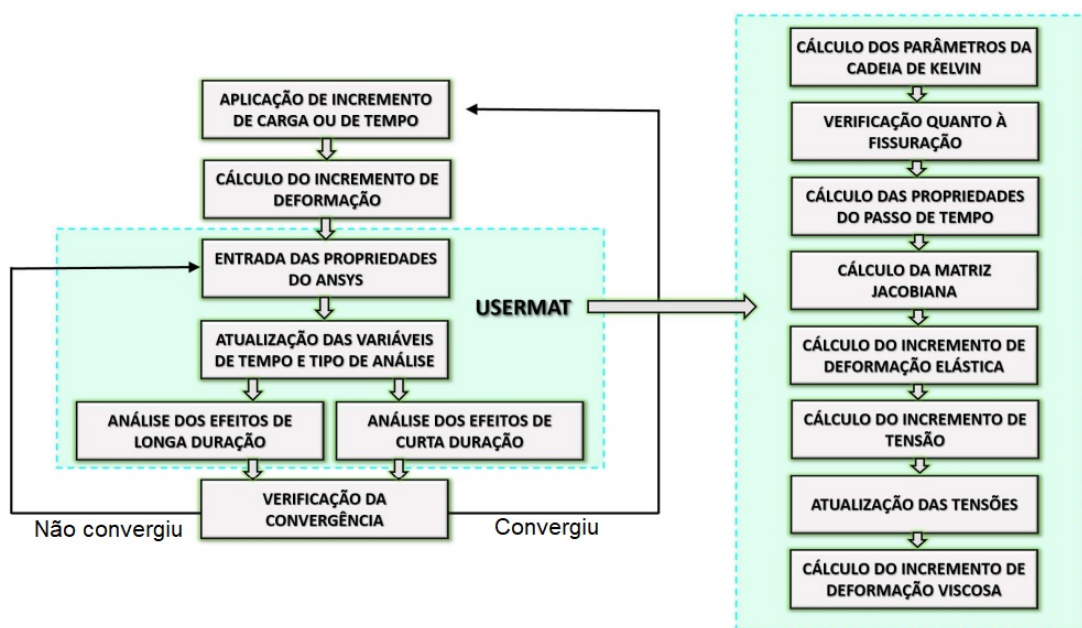 APLICAÇÃO DE INCREMENTO
DE CARGA OU DE TEMPO
CÁLCULO DO INCREMENTO DE
DEFORMAÇÃO
ENTRADA DAS PROPRIEDADES
DO ANSYS
USERMAT
ATUALIZAÇÃO DAS VARIÁVEIS
DE TEMPO E TIPO DE ANÁLISE
ANÁLISE DOS EFEITOS DE
LONGA DURAÇÃO
ANÁLISE DOS EFEITOS DE
CURTA DURAÇÃO
VERIFICAÇÃO DA
CONVERGÊNCIA
Não convergiu
Convergiu
CÁLCULO DOS PARÂMETROS DA
CADEIA DE KELVIN
VERIFICAÇÃO QUANTO À
FISSURAÇÃO
CÁLCULO DAS PROPRIEDADES
DO PASSO DE TEMPO
CÁLCULO DA MATRIZ
JACOBIANA
CÁLCULO DO INCREMENTO DE
DEFORMAÇÃO ELÁSTICA
CÁLCULO DO INCREMENTO DE
TENSÃO
ATUALIZAÇÃO DAS TENSÕES
CÁLCULO DO INCREMENTO DE
DEFORMAÇÃO VISCOSA